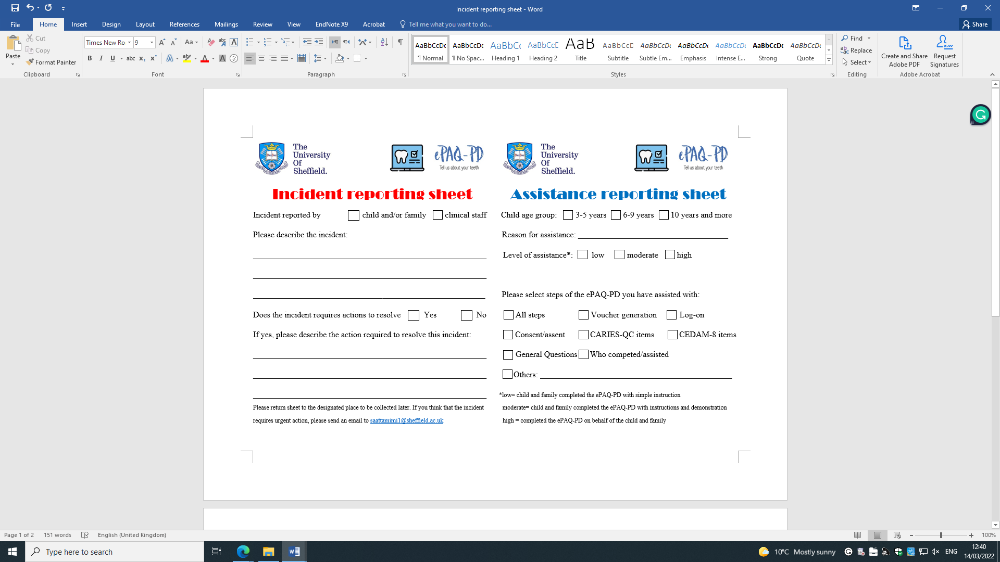 Incident reporting sheet - Word
File Home Insert Design Layout References Mailings Review View EndNote X9 Acrobat Tell me what you want to do... Share
Paste
Cut
Copy
Format Painter
Clipboard
Times New Ro 9
Font
Paragraph
AaBbCcDc AaBbCcDc AaBbCc AaBbCcD AaB AaBbCcD AaBbCcDc AaBbCcDc AaBbCcDc AaBbCcDc AaBbCcDc
¶ Normal ¶ No Spac... Heading 1 Heading 2 Title Subtitle Subtle Em... Emphasis Intense E... Strong Quote
Styles
Find
Replace
Select
Editing
Create and Share Adobe PDF
Request Signatures
Adobe Acrobat
The
University
Of
Sheffield.
ePAQ-PD
Tell us about your teeth
Incident reporting sheet
Incident reported by child and/or family clinical staff
Please describe the incident:
Does the incident requires actions to resolve Yes No
If yes, please describe the action required to resolve this incident:
Please return sheet to the designated place to be collected later. If you think that the incident
requires urgent action, please send an email to saattamimi1@sheffield.ac.uk
The
University
Of
Sheffield.
ePAQ-PD
Tell us about your teeth
Assistance reporting sheet
Child age group: 3-5 years 6-9 years 10 years and more
Reason for assistance:
Level of assistance*: low moderate high
Please select steps of the ePAQ-PD you have assisted with:
All steps Voucher generation Log-on
Consent/assent CARIES-QC items CEDAM-8 items
General Questions Who competed/assisted
Others:
*low= child and family completed the ePAQ-PD with simple instruction
moderate= child and family completed the ePAQ-PD with instructions and demonstration
high = completed the ePAQ-PD on behalf of the child and family
Page 1 of 2 151 words English (United Kingdom) 100%
Type here to search
10°C Mostly sunny ENG
12:40
14/03/2022